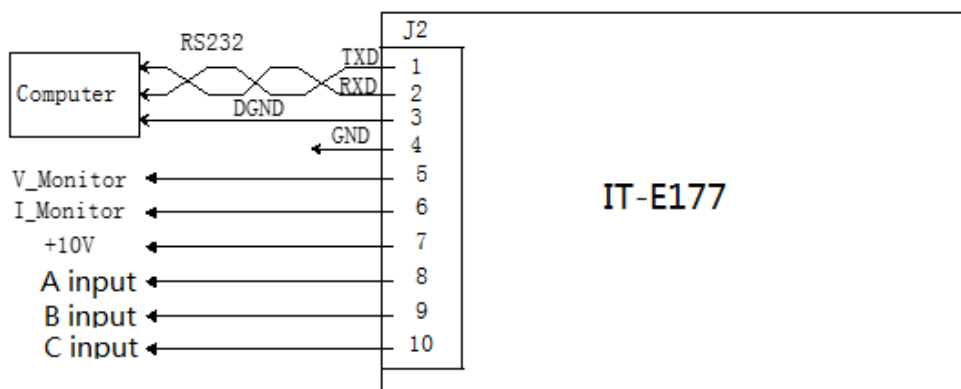 J2
RS232
TXD
1
Computer
RXD
2
DGND
3
GND
4
V_Monitor
5
I_Monitor
6
+10V
7
A input
8
B input
9
C input
10
IT-E177